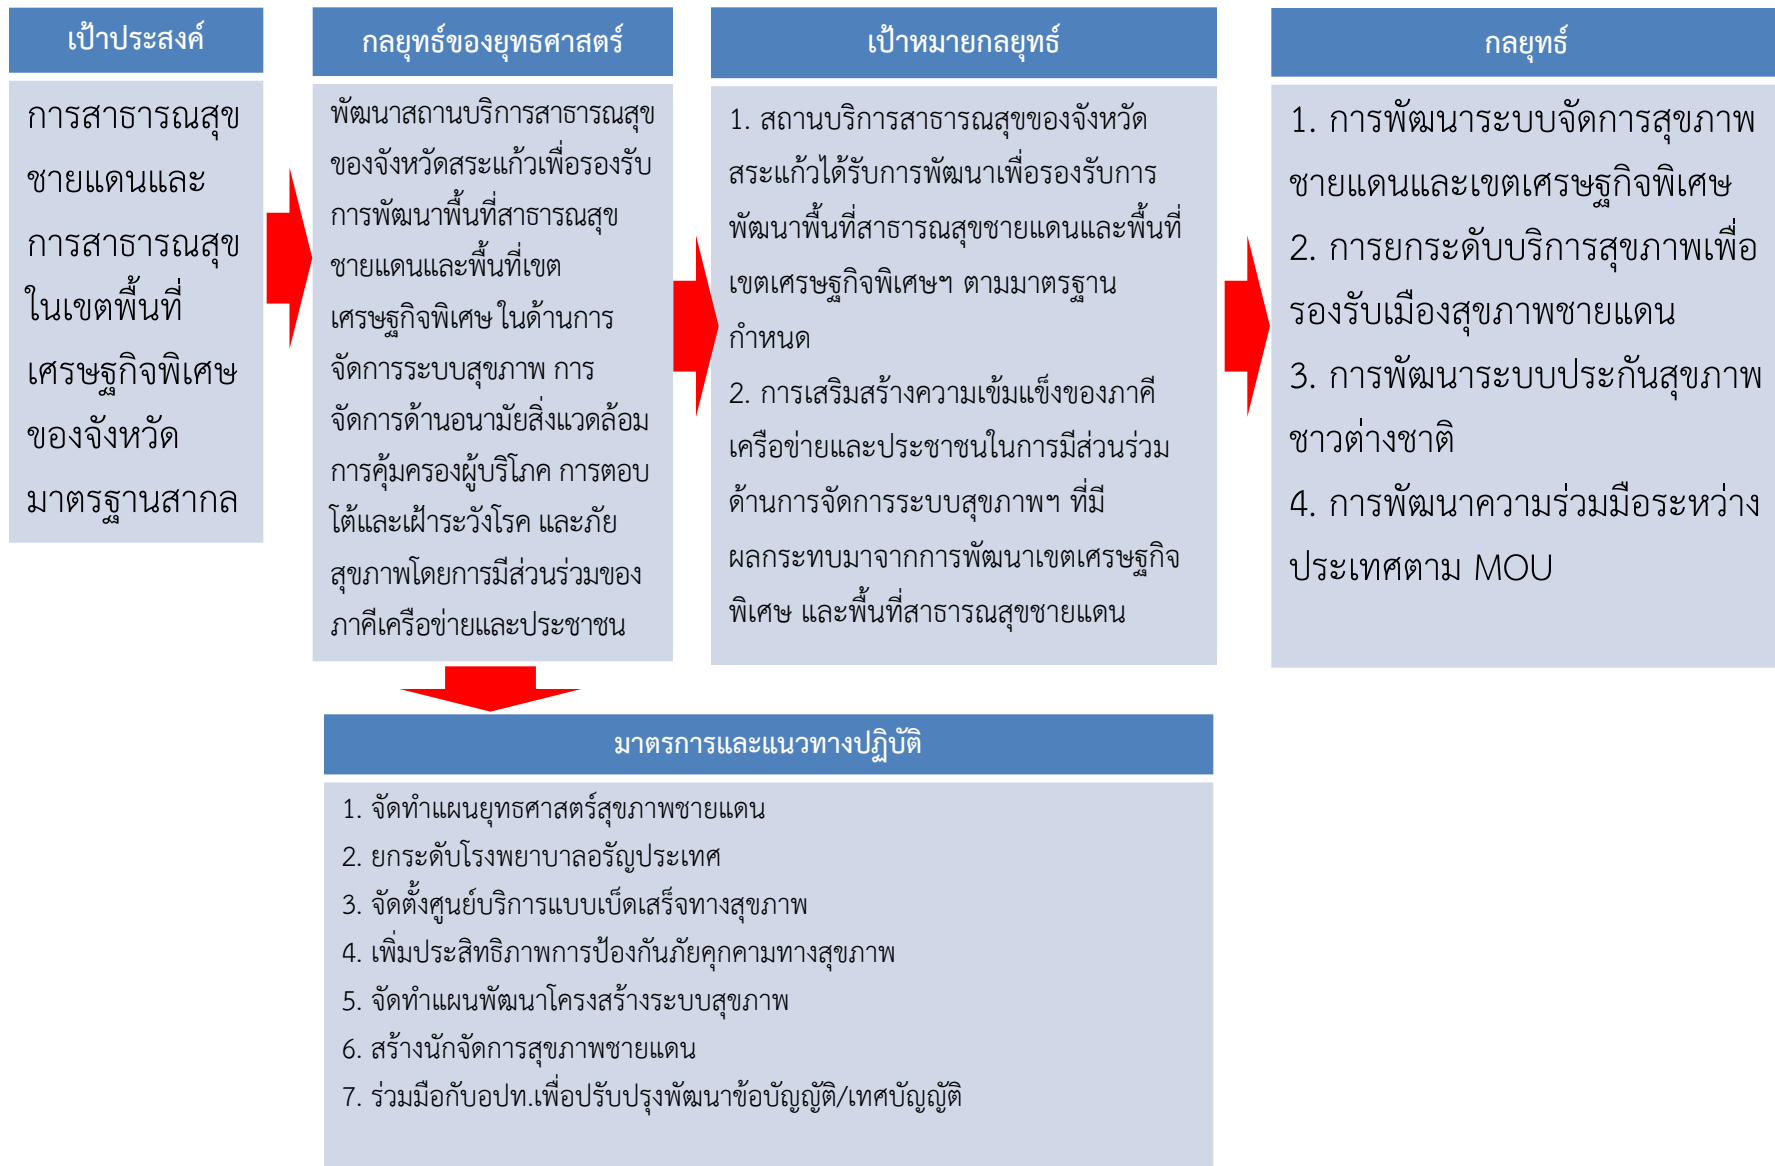 เป้าประสงค์
การสาธารณสุข
ชายแดนและ
การสาธารณสุข
ในเขตพื้นที่
เศรษฐกิจพิเศษ
ของจังหวัด
มาตรฐานสากล
กลยุทธ์ของยุทธศาสตร์
พัฒนาสถานบริการสาธารณสุข
ของจังหวัดสระแก้วเพื่อรองรับ
การพัฒนาพื้นที่สาธารณสุข
ชายแดนและพื้นที่เขต
เศรษฐกิจพิเศษ ในด้านการ
จัดการระบบสุขภาพ การ
จัดการด้านอนามัยสิ่งแวดล้อม
การคุ้มครองผู้บริโภค การตอบ
โต้และเฝ้าระวังโรค และภัย
สุขภาพโดยการมีส่วนร่วมของ
ภาคีเครือข่ายและประชาชน
เป้าหมายกลยุทธ์
1. สถานบริการสาธารณสุขของจังหวัด
สระแก้วได้รับการพัฒนาเพื่อรองรับการ
พัฒนาพื้นที่สาธารณสุขชายแดนและพื้นที่
เขตเศรษฐกิจพิเศษฯ ตามมาตรฐาน
กำหนด
2. การเสริมสร้างความเข้มแข็งของภาคี
เครือข่ายและประชาชนในการมีส่วนร่วม
ด้านการจัดการระบบสุขภาพฯ ที่มี
ผลกระทบมาจากการพัฒนาเขตเศรษฐกิจ
พิเศษ และพื้นที่สาธารณสุขชายแดน
กลยุทธ์
1. การพัฒนาระบบจัดการสุขภาพ
ชายแดนและเขตเศรษฐกิจพิเศษ
2. การยกระดับบริการสุขภาพเพื่อ
รองรับเมืองสุขภาพชายแดน
3. การพัฒนาระบบประกันสุขภาพ
ชาวต่างชาติ
4. การพัฒนาความร่วมมือระหว่าง
ประเทศตาม MOU
มาตรการและแนวทางปฏิบัติ
1. จัดทำแผนยุทธศาสตร์สุขภาพชายแดน
2. ยกระดับโรงพยาบาลอรัญประเทศ
3. จัดตั้งศูนย์บริการแบบเบ็ดเสร็จทางสุขภาพ
4. เพิ่มประสิทธิภาพการป้องกันภัยคุกคามทางสุขภาพ
5. จัดทำแผนพัฒนาโครงสร้างระบบสุขภาพ
6. สร้างนักจัดการสุขภาพชายแดน
7. ร่วมมือกับอปท.เพื่อปรับปรุงพัฒนาข้อบัญญัติ/เทศบัญญัติ